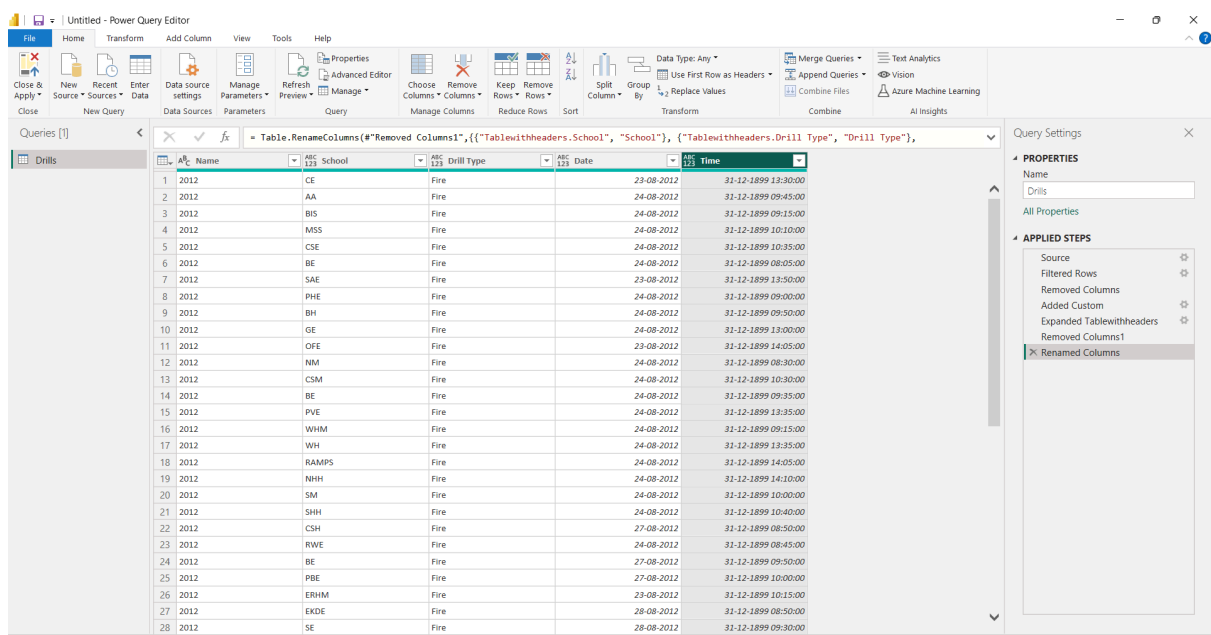 Untitled - Power Query Editor
File Home Transform Add Column View Tools Help
Close & Apply New Source Recent Sources Enter Data Data source settings Manage Parameters Refresh Preview Properties Advanced Editor Manage Choose Columns Remove Columns Keep Rows Remove Rows Split Column Group By Data Type: Any Use First Row as Headers Replace Values Merge Queries Append Queries Combine Files Text Analytics Vision Azure Machine Learning
Close New Query Data Sources Parameters Query Manage Columns Reduce Rows Sort Transform Combine AI Insights
Queries [1]
Drills
= Table.RenameColumns(#"Removed Columns1",{{"Tablewithheaders.School", "School"}, {"Tablewithheaders.Drill Type", "Drill Type"},
Name School Drill Type Date Time
1 2012 CE Fire 23-08-2012 31-12-1899 13:30:00
2 2012 AA Fire 24-08-2012 31-12-1899 09:45:00
3 2012 BIS Fire 24-08-2012 31-12-1899 09:15:00
4 2012 MSS Fire 24-08-2012 31-12-1899 10:10:00
5 2012 CSE Fire 24-08-2012 31-12-1899 10:35:00
6 2012 BE Fire 24-08-2012 31-12-1899 08:05:00
7 2012 SAE Fire 23-08-2012 31-12-1899 13:50:00
8 2012 PHE Fire 24-08-2012 31-12-1899 09:00:00
9 2012 BH Fire 24-08-2012 31-12-1899 09:50:00
10 2012 GE Fire 24-08-2012 31-12-1899 13:00:00
11 2012 OFE Fire 23-08-2012 31-12-1899 14:05:00
12 2012 NM Fire 24-08-2012 31-12-1899 08:30:00
13 2012 CSM Fire 24-08-2012 31-12-1899 10:30:00
14 2012 BE Fire 24-08-2012 31-12-1899 09:35:00
15 2012 PVE Fire 24-08-2012 31-12-1899 13:35:00
16 2012 WHM Fire 24-08-2012 31-12-1899 09:15:00
17 2012 WH Fire 24-08-2012 31-12-1899 13:35:00
18 2012 RAMPS Fire 24-08-2012 31-12-1899 14:05:00
19 2012 NHH Fire 24-08-2012 31-12-1899 14:10:00
20 2012 SM Fire 24-08-2012 31-12-1899 10:00:00
21 2012 SHH Fire 24-08-2012 31-12-1899 10:40:00
22 2012 CSH Fire 27-08-2012 31-12-1899 08:50:00
23 2012 RWE Fire 24-08-2012 31-12-1899 08:45:00
24 2012 BE Fire 27-08-2012 31-12-1899 09:50:00
25 2012 PBE Fire 27-08-2012 31-12-1899 10:00:00
26 2012 ERHM Fire 23-08-2012 31-12-1899 10:15:00
27 2012 EKDE Fire 28-08-2012 31-12-1899 08:50:00
28 2012 SE Fire 28-08-2012 31-12-1899 09:30:00
Query Settings
PROPERTIES
Name
Drills
All Properties
APPLIED STEPS
Source
Filtered Rows
Removed Columns
Added Custom
Expanded Tablewithheaders
Removed Columns1
Renamed Columns